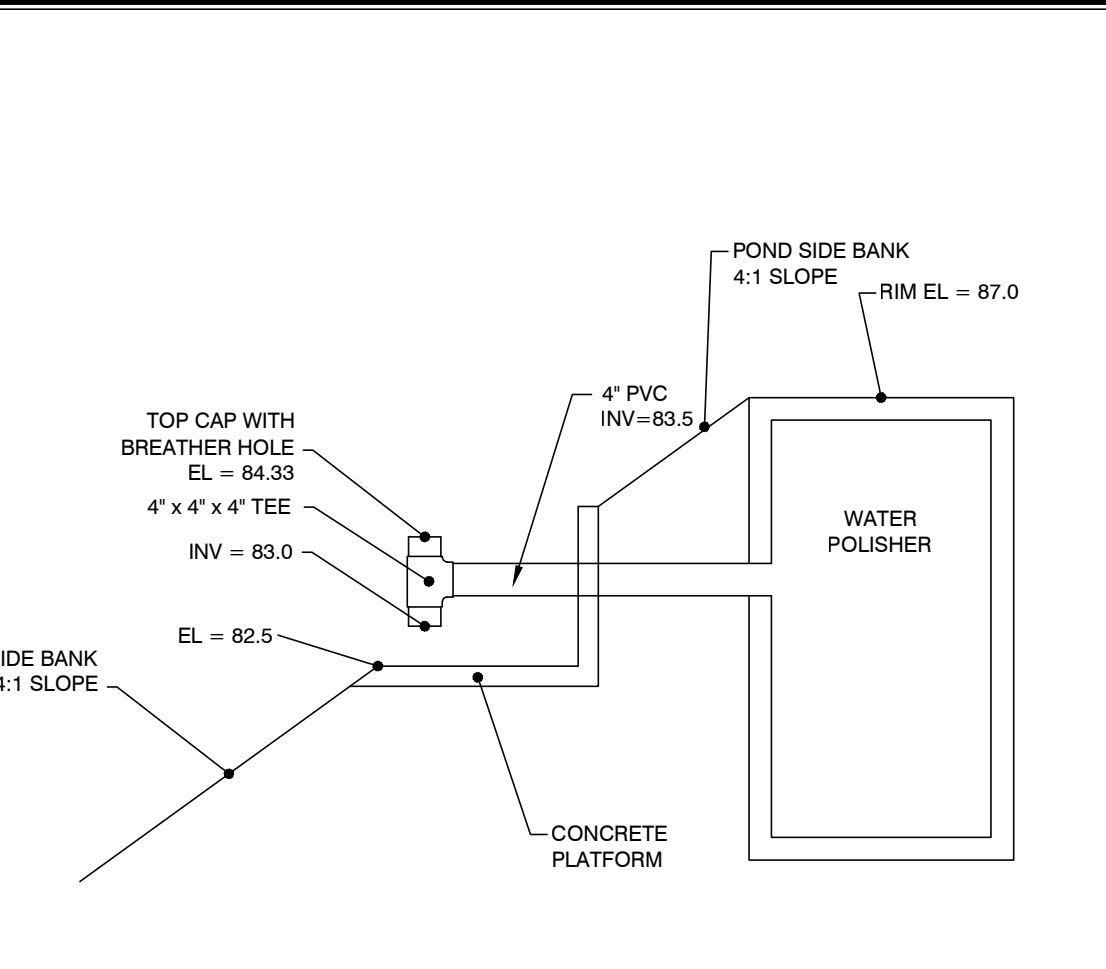 POND SIDE BANK
4:1 SLOPE
RIM EL = 87.0
4" PVC
INV=83.5
TOP CAP WITH
BREATHER HOLE
EL = 84.33
4" x 4" x 4" TEE
INV = 83.0
WATER
POLISHER
EL = 82.5
IDE BANK
4:1 SLOPE
CONCRETE
PLATFORM